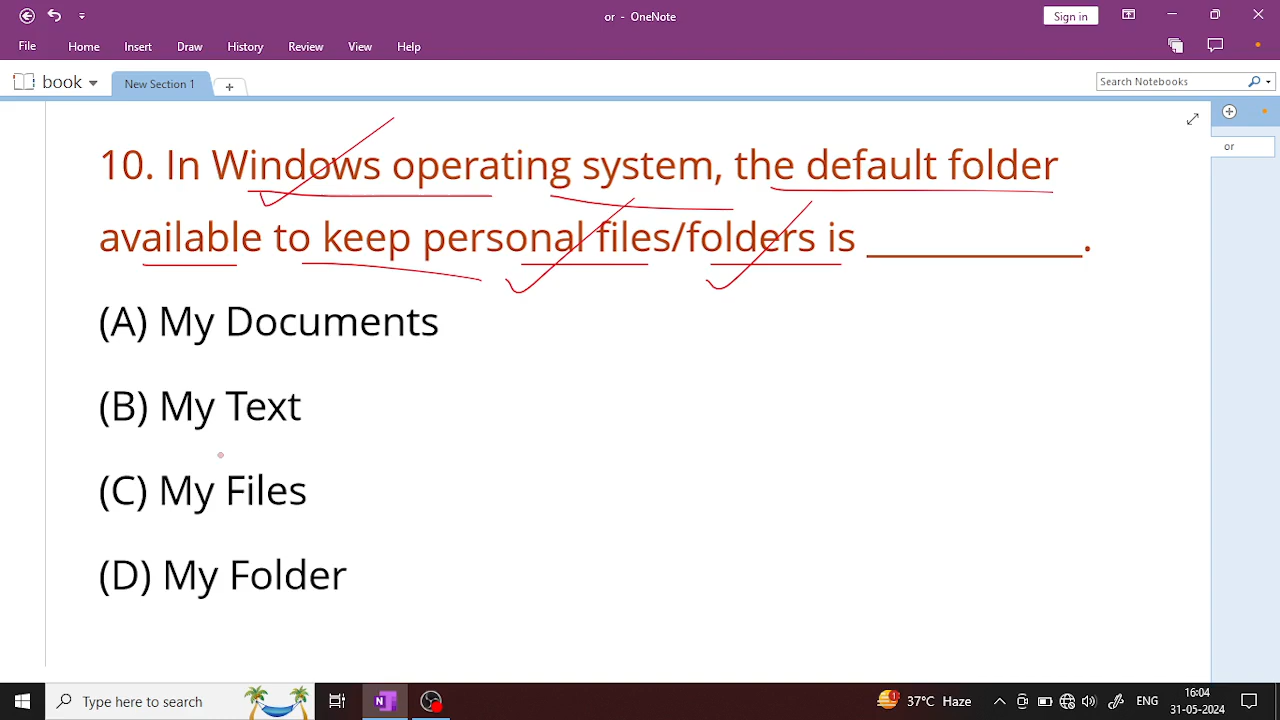 or - OneNote
Sign in
File Home Insert Draw History Review View Help
book New Section 1 + Search Notebooks
or
10. In Windows operating system, the default folder
available to keep personal files/folders is ___________.
(A) My Documents
(B) My Text
(C) My Files
(D) My Folder
Type here to search
N
1 37°C Haze ENG 16:04
31-05-2024